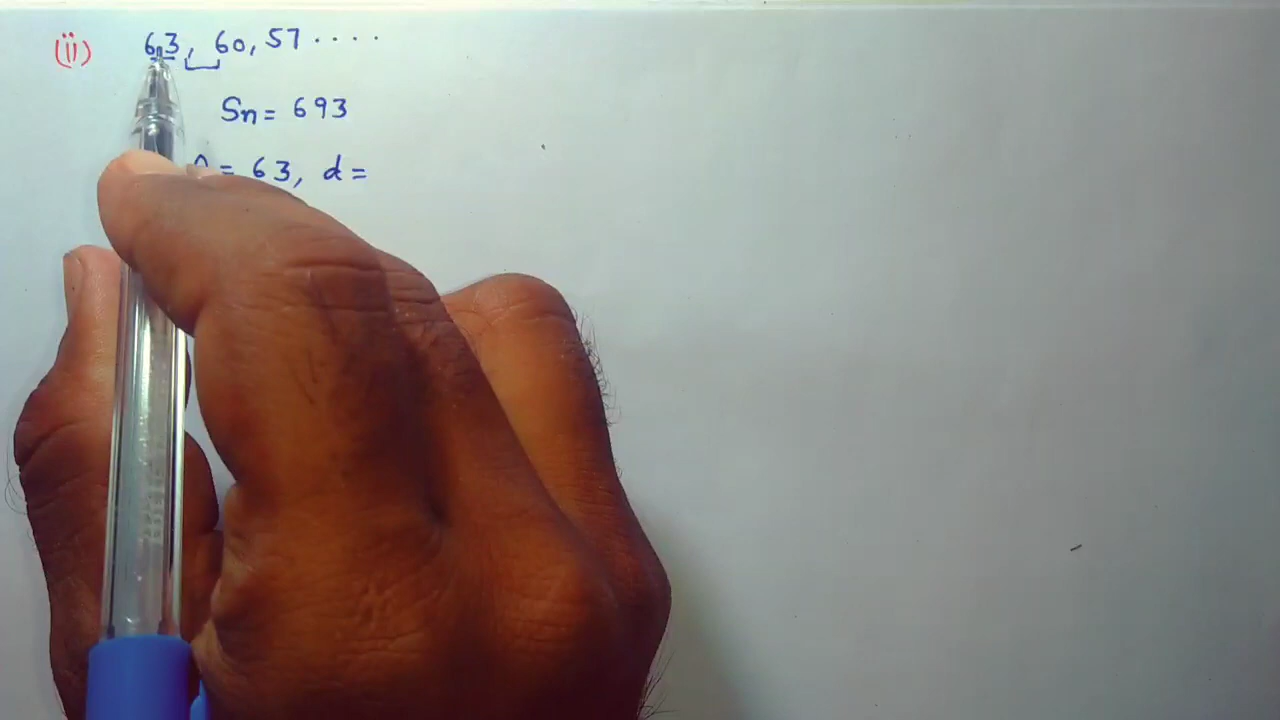 (ii) 63, 60, 57 ....
Sn = 693
= 63, d =